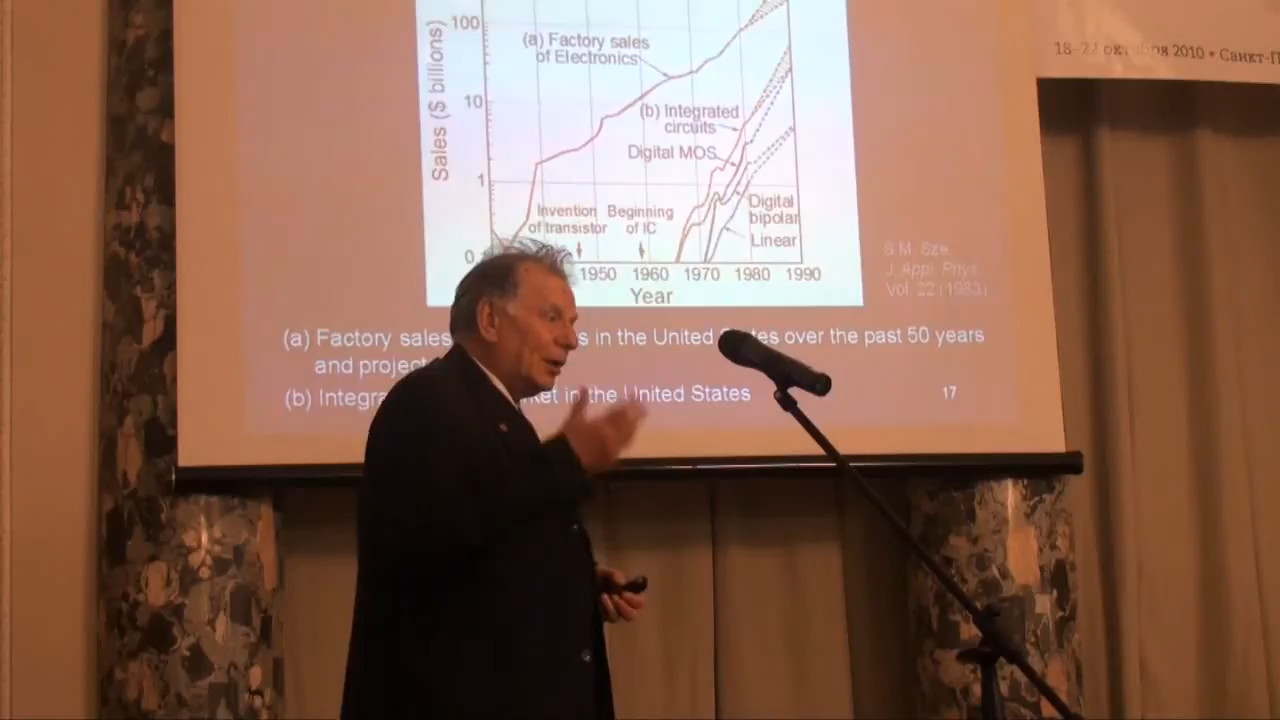 18–22 октября 2010 • Санкт-П
100
(a) Factory sales
of Electronics
Sales ($ billions)
10
(b) Integrated
circuits
Digital MOS
1
Invention
of transistor
Beginning
of IC
Digital
bipolar
Linear
0
1950 1960 1970 1980 1990
Year
S.M. Sze,
J. Appl. Phys.
Vol. 22 (1983)
(a) Factory sales s in the United tes over the past 50 years
and project
(b) Integra ket in the United States
17